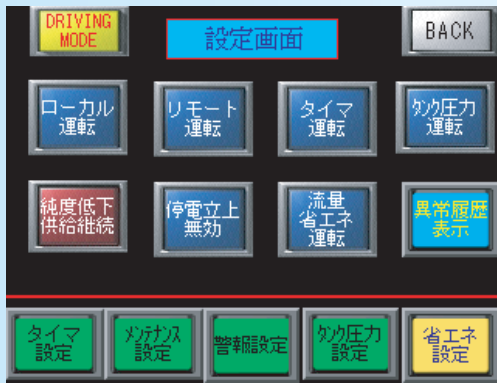 DRIVING
MODE
設定画面
BACK
ローカル
運転
リモート
運転
タイマ
運転
ﾀﾝｸ圧力
運転
純度低下
供給継続
停電立上
無効
流量
省エネ
運転
異常履歴
表示
タイマ
設定
ﾒﾝﾃﾅﾝｽ
設定
警報設定
ﾀﾝｸ圧力
設定
省エネ
設定